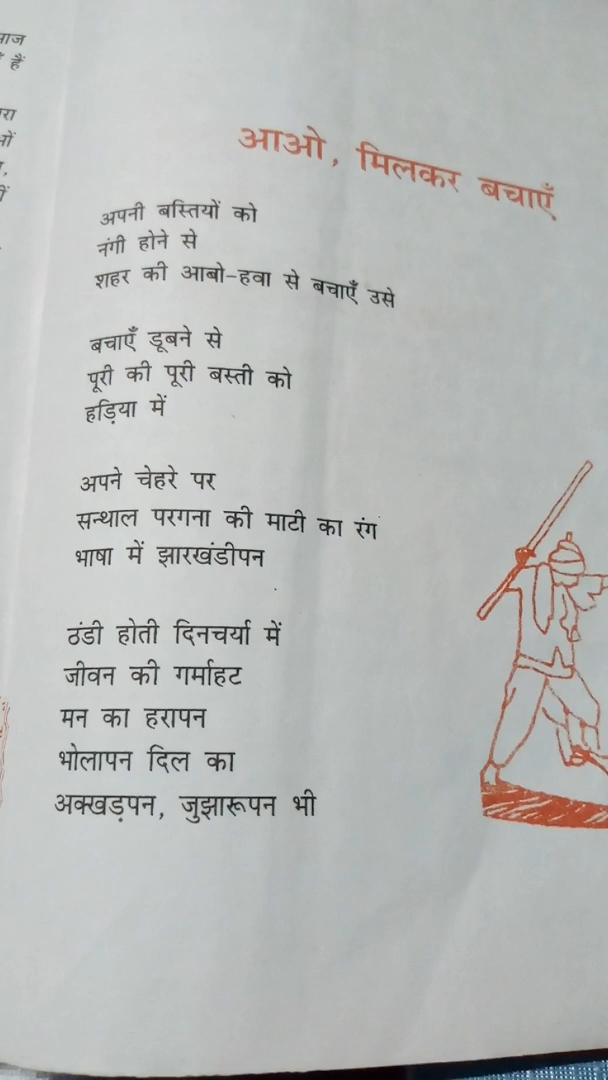 आओ, मिलकर बचाएँ
अपनी बस्तियों को
नंगी होने से
शहर की आबो-हवा से बचाएँ उसे
बचाएँ डूबने से
पूरी की पूरी बस्ती को
हड़िया में
अपने चेहरे पर
सन्थाल परगना की माटी का रंग
भाषा में झारखंडीपन
ठंडी होती दिनचर्या में
जीवन की गर्माहट
मन का हरापन
भोलापन दिल का
अक्खड़पन, जुझारूपन भी